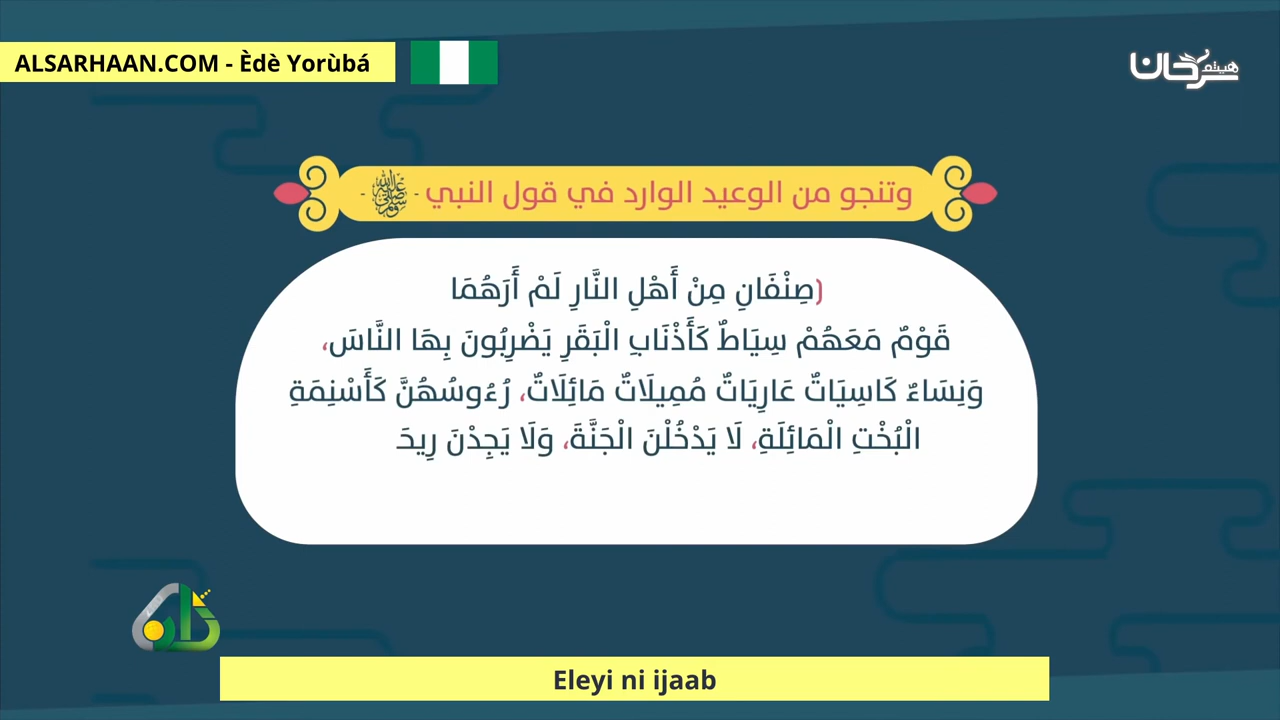 ALSARHAAN.COM - Èdè Yorùbá
هيثم سرحان
وتنجو من الوعيد الوارد في قول النبي - ﷺ -
(صِنْفَانِ مِنْ أَهْلِ النَّارِ لَمْ أَرَهُمَا
قَوْمٌ مَعَهُمْ سِيَاطٌ كَأَذْنَابِ الْبَقَرِ يَضْرِبُونَ بِهَا النَّاسَ،
وَنِسَاءٌ كَاسِيَاتٌ عَارِيَاتٌ مُمِيلَاتٌ مَائِلَاتٌ، رُءُوسُهُنَّ كَأَسْنِمَةِ
الْبُخْتِ الْمَائِلَةِ، لَا يَدْخُلْنَ الْجَنَّةَ، وَلَا يَجِدْنَ رِيحَ
Eleyi ni ijaab